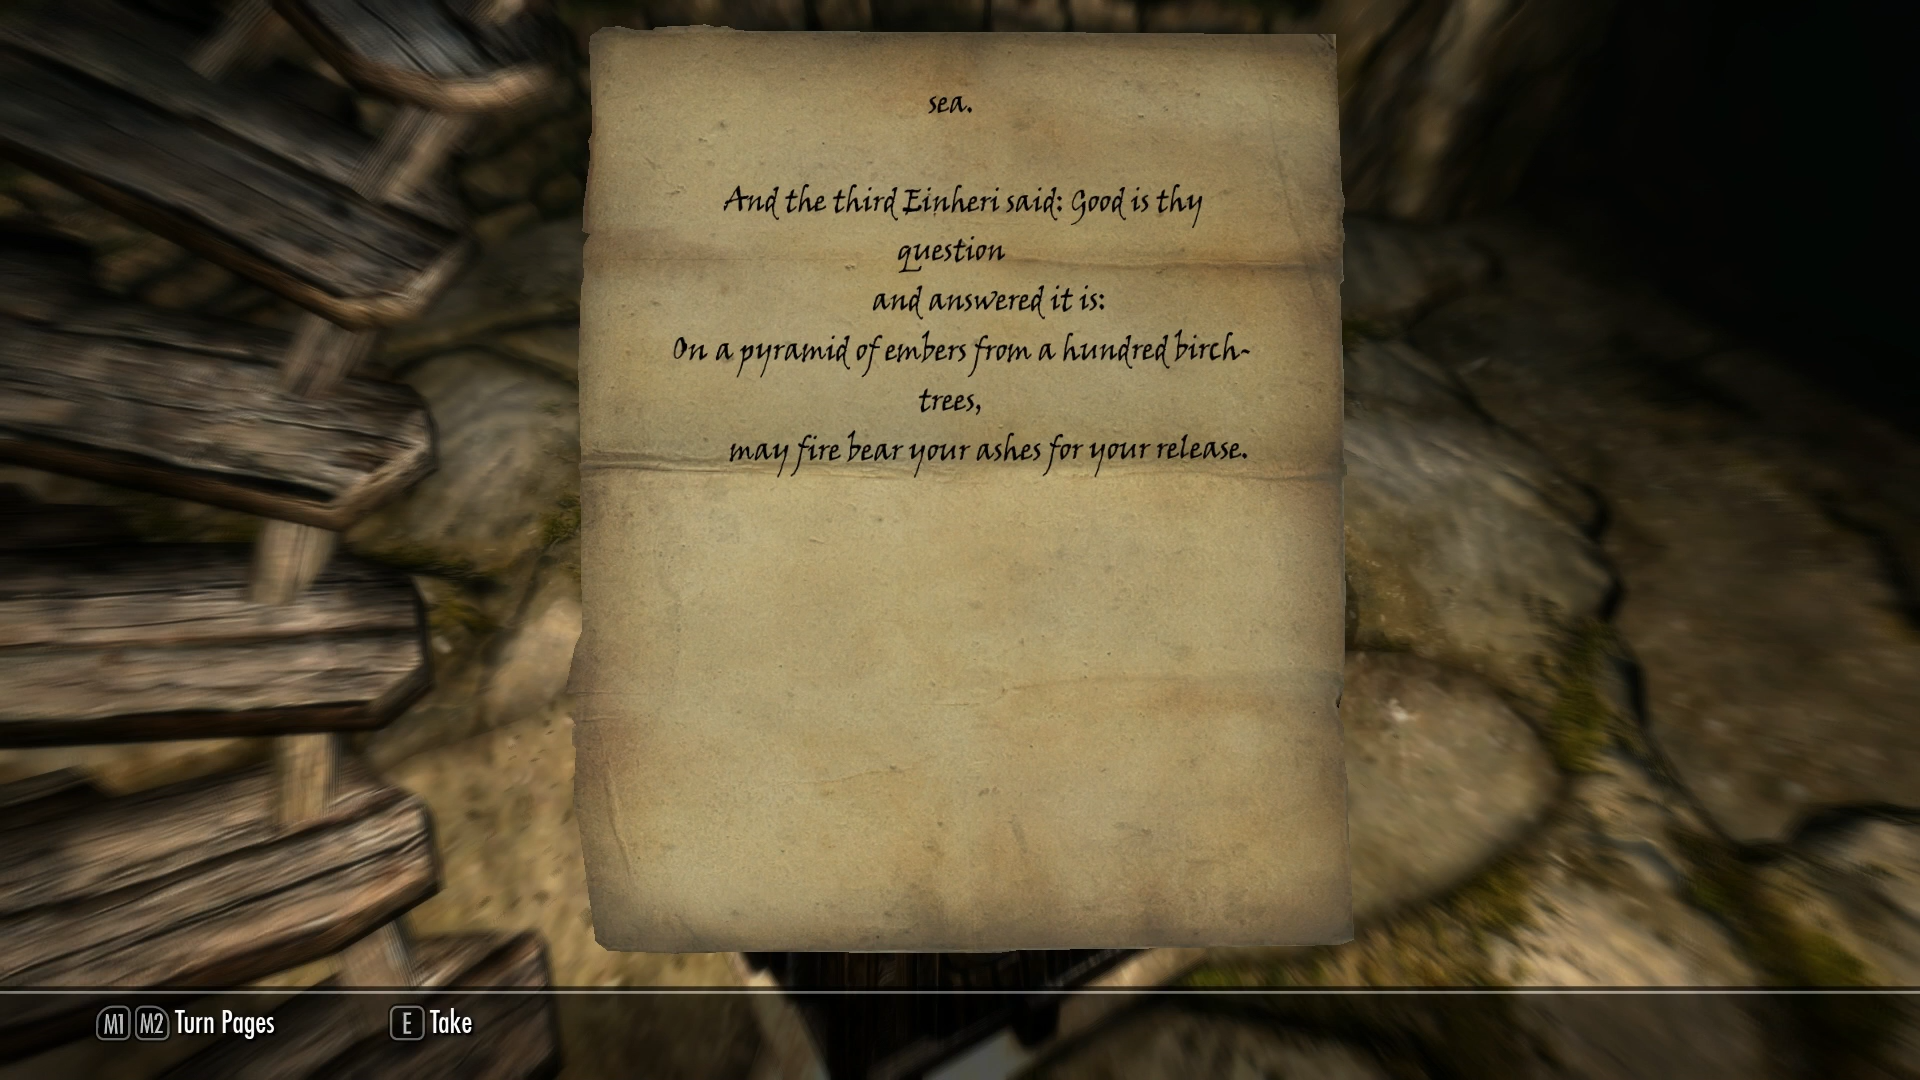 sea.
And the third Einheri said: Good is thy
question
and answered it is:
On a pyramid of embers from a hundred birch-
trees,
may fire bear your ashes for your release.
M1 M2 Turn Pages
E Take